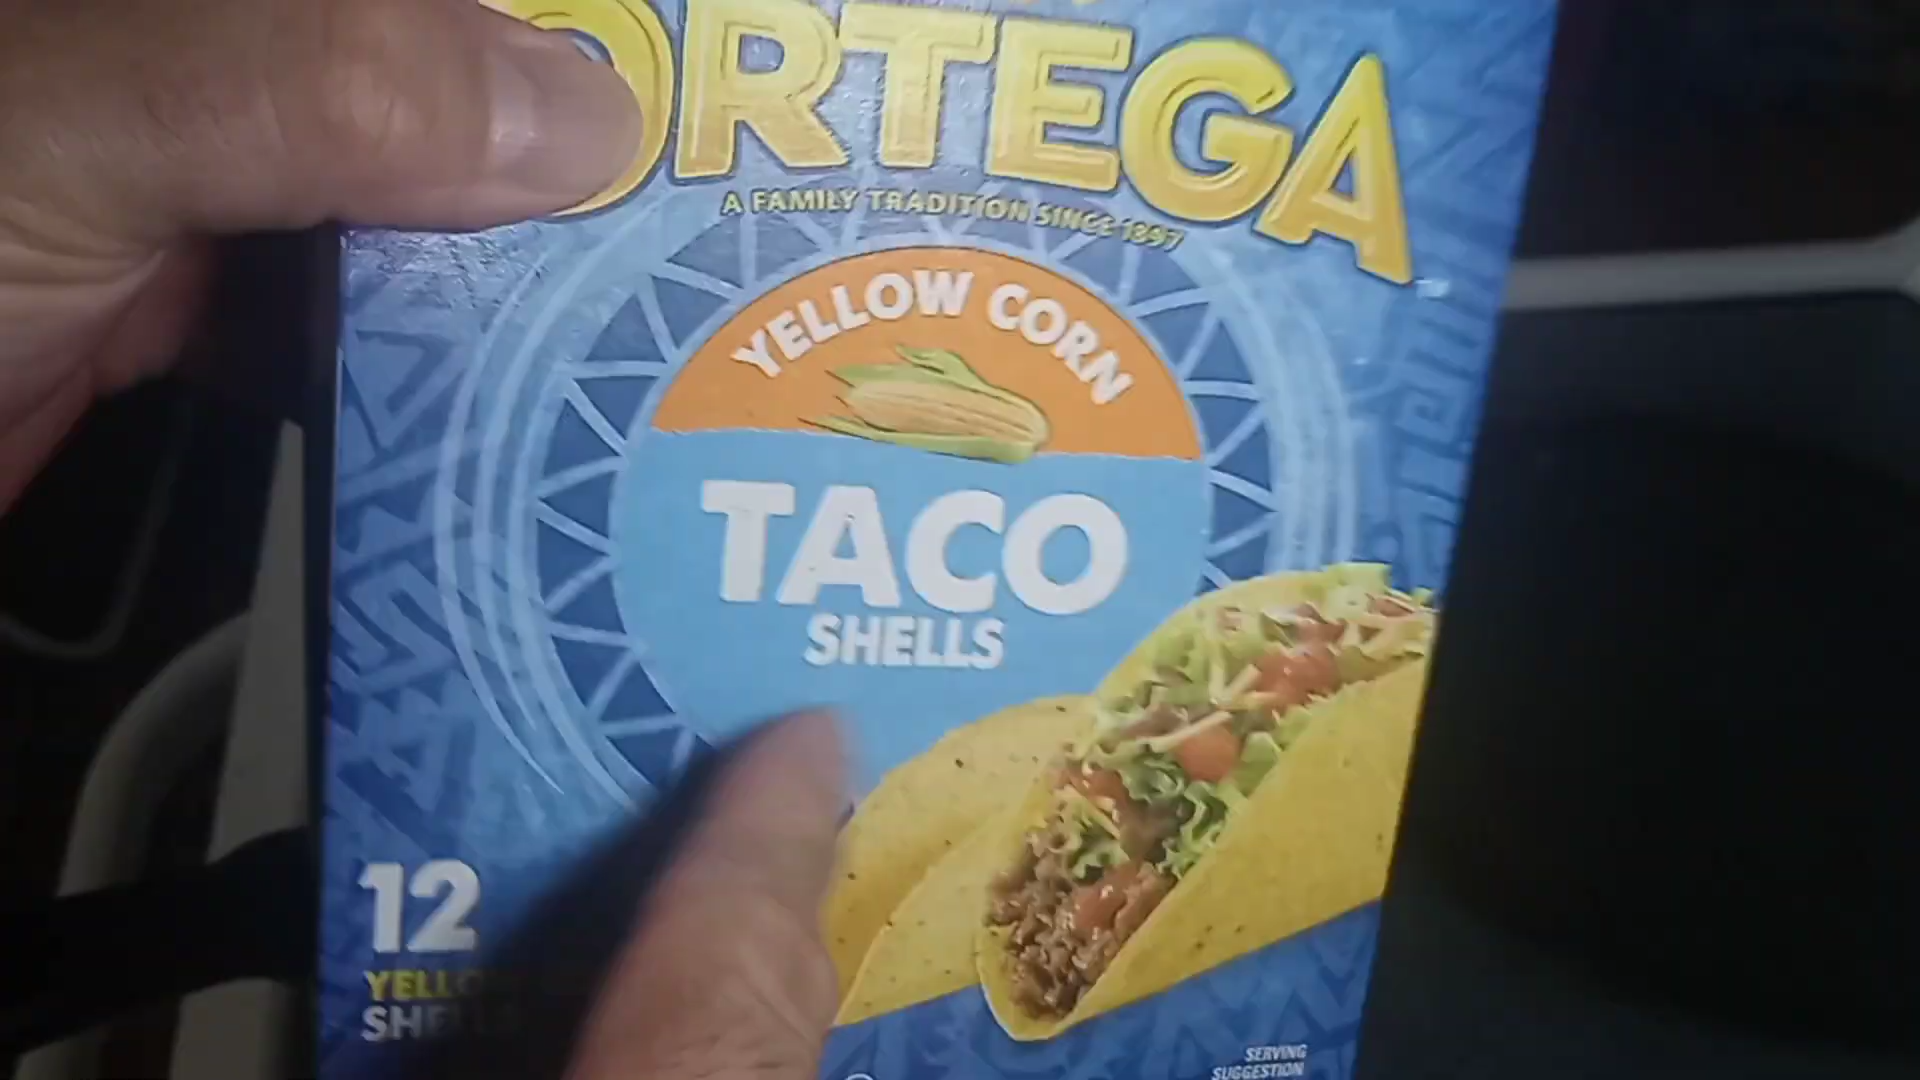 ORTEGA
A FAMILY TRADITION SINCE 1897
YELLOW CORN
TACO
SHELLS
12
YELLOW
SHELLS
SERVING
SUGGESTION